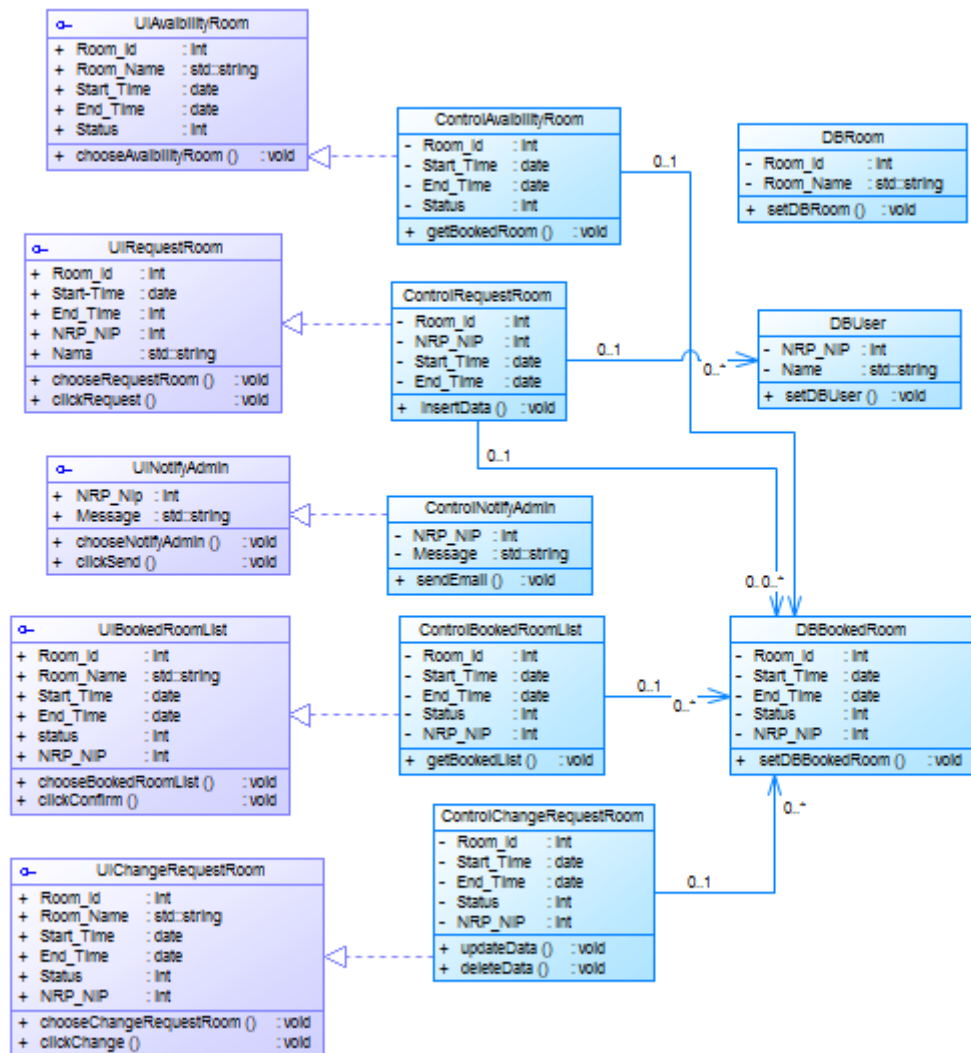 UIAvaibilityRoom
+ Room_Id : int
+ Room_Name : std::string
+ Start_Time : date
+ End_Time : date
+ Status : int
+ chooseAvaibilityRoom () : void
ControlAvaibilityRoom
- Room_Id : int
- Start_Time : date
- End_Time : date
- Status : int
+ getBookedRoom () : void
0..1
DBRoom
- Room_Id : int
- Room_Name : std::string
+ setDBRoom () : void
UIRequestRoom
+ Room_Id : int
+ Start-Time : date
+ End_Time : int
+ NRP_NIP : int
+ Nama : std::string
+ chooseRequestRoom () : void
+ clickRequest () : void
ControlRequestRoom
- Room_Id : int
- NRP_NIP : int
- Start_Time : date
- End_Time : date
+ insertData () : void
0..1
0..*
0..1
DBUser
- NRP_NIP : int
- Name : std::string
+ setDBUser () : void
UINotifyAdmin
+ NRP_Nip : int
+ Message : std::string
+ chooseNotifyAdmin () : void
+ clickSend () : void
ControlNotifyAdmin
- NRP_NIP : int
- Message : std::string
+ sendEmail () : void
0..0..*
UIBookedRoomList
+ Room_Id : int
+ Room_Name : std::string
+ Start_Time : date
+ End_Time : date
+ status : int
+ NRP_NIP : int
+ chooseBookedRoomList () : void
+ clickConfirm () : void
ControlBookedRoomList
- Room_Id : int
- Start_Time : date
- End_Time : date
- Status : int
- NRP_NIP : int
+ getBookedList () : void
0..1
0..*
DBBookedRoom
- Room_Id : int
- Start_Time : date
- End_Time : date
- Status : int
- NRP_NIP : int
+ setDBBookedRoom () : void
0..*
UIChangeRequestRoom
+ Room_Id : int
+ Room_Name : std::string
+ Start_Time : date
+ End_Time : date
+ Status : int
+ NRP_NIP : int
+ chooseChangeRequestRoom () : void
+ clickChange () : void
ControlChangeRequestRoom
- Room_Id : int
- Start_Time : date
- End_Time : date
- Status : int
- NRP_NIP : int
+ updateData () : void
+ deleteData () : void
0..1